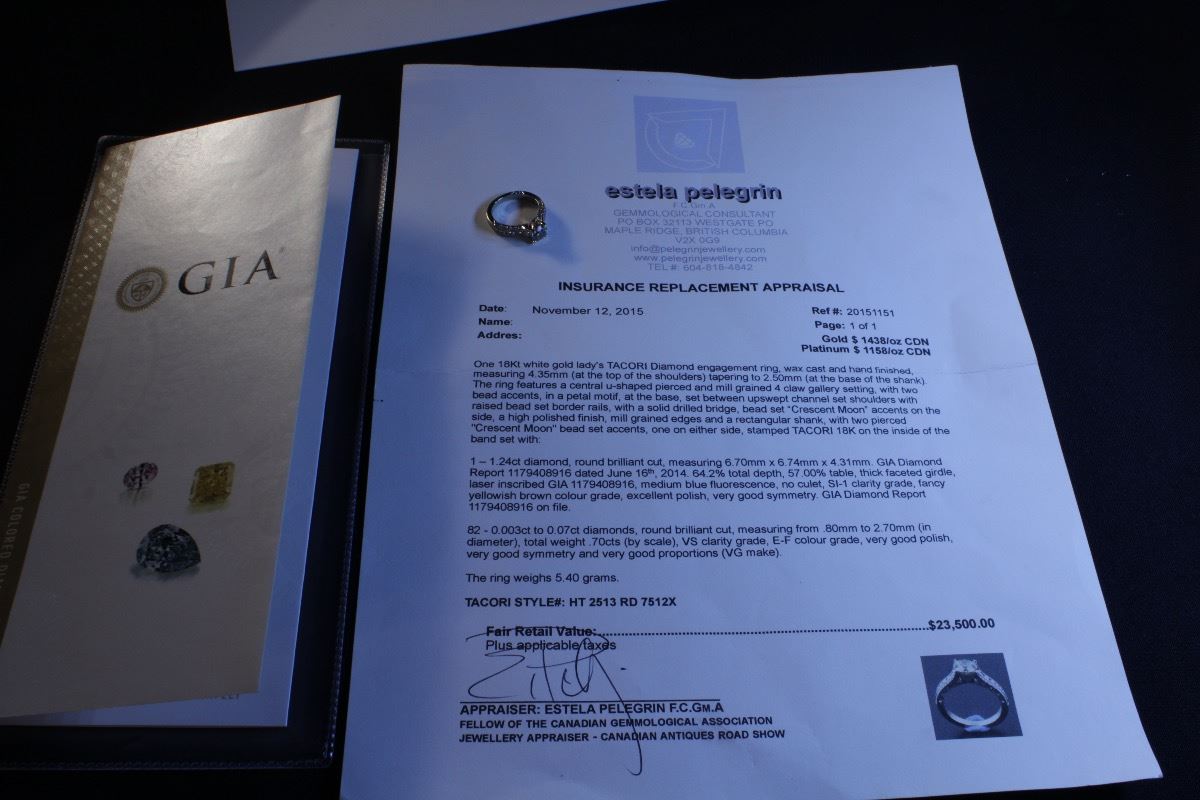 GIA
GIA COLORED DIA
estela pelegrin
F.C.Gm.A
GEMMOLOGICAL CONSULTANT
PO BOX 32113 WESTGATE PO
MAPLE RIDGE, BRITISH COLUMBIA
V2X 0G9
info@pelegrinjewellery.com
www.pelegrinjewellery.com
TEL #: 604-818-4842
INSURANCE REPLACEMENT APPRAISAL
Date: November 12, 2015 Ref #: 20151151
Name: Page: 1 of 1
Addres: Gold $ 1438/oz CDN
Platinum $ 1158/oz CDN
One 18Kt white gold lady's TACORI Diamond engagement ring, wax cast and hand finished,
measuring 4.35mm (at the top of the shoulders) tapering to 2.50mm (at the base of the shank).
The ring features a central u-shaped pierced and mill grained 4 claw gallery setting, with two
bead accents, in a petal motif, at the base, set between upswept channel set shoulders with
raised bead set border rails, with a solid drilled bridge, bead set "Crescent Moon" accents on the
side, a high polished finish, mill grained edges and a rectangular shank, with two pierced
"Crescent Moon" bead set accents, one on either side, stamped TACORI 18K on the inside of the
band set with:
1 – 1.24ct diamond, round brilliant cut, measuring 6.70mm x 6.74mm x 4.31mm. GIA Diamond
Report 1179408916 dated June 16th, 2014. 64.2% total depth, 57.00% table, thick faceted girdle,
laser inscribed GIA 1179408916, medium blue fluorescence, no culet, SI-1 clarity grade, fancy
yellowish brown colour grade, excellent polish, very good symmetry. GIA Diamond Report
1179408916 on file.
82 - 0.003ct to 0.07ct diamonds, round brilliant cut, measuring from .80mm to 2.70mm (in
diameter), total weight .70cts (by scale), VS clarity grade, E-F colour grade, very good polish,
very good symmetry and very good proportions (VG make).
The ring weighs 5.40 grams.
TACORI STYLE#: HT 2513 RD 7512X
Fair Retail Value:..........................................................................$23,500.00
Plus applicable taxes
APPRAISER: ESTELA PELEGRIN F.C.GM.A
FELLOW OF THE CANADIAN GEMMOLOGICAL ASSOCIATION
JEWELLERY APPRAISER - CANADIAN ANTIQUES ROAD SHOW